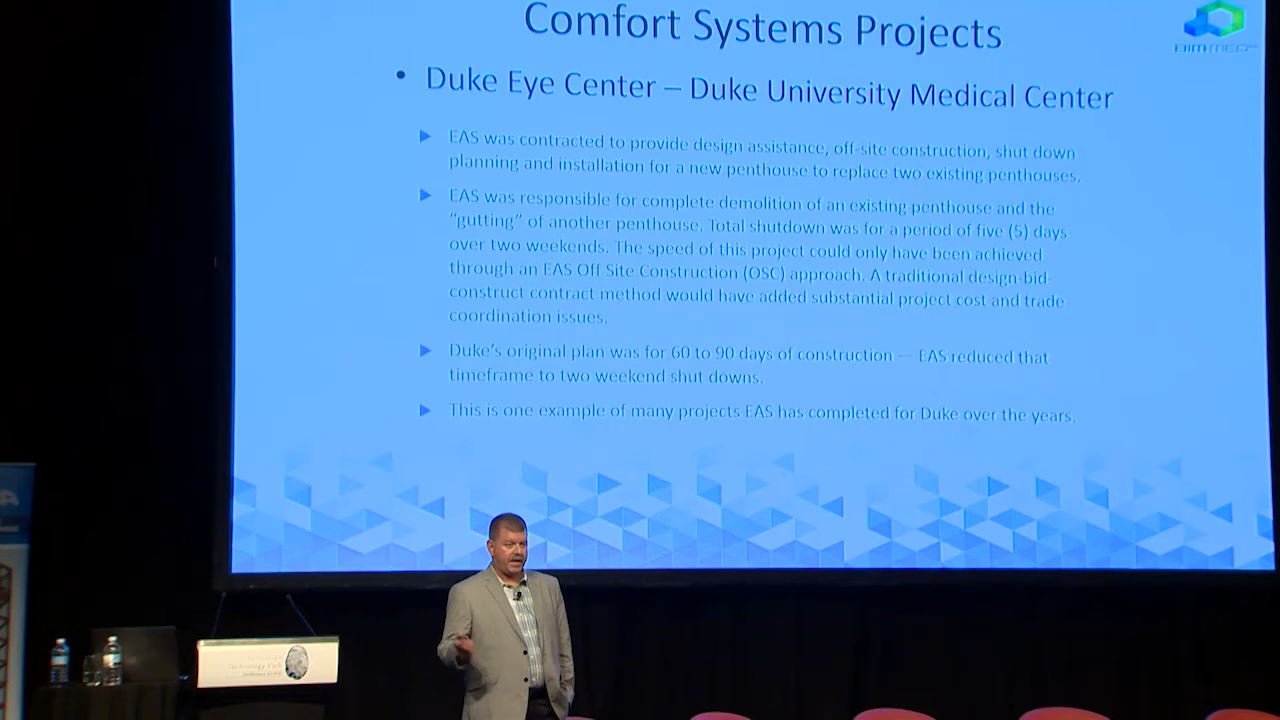 Comfort Systems Projects
BIM-MEP
• Duke Eye Center – Duke University Medical Center
EAS was contracted to provide design assistance, off-site construction, shut down
planning and installation for a new penthouse to replace two existing penthouses.
EAS was responsible for complete demolition of an existing penthouse and the
“gutting” of another penthouse. Total shutdown was for a period of five (5) days
over two weekends. The speed of this project could only have been achieved
through an EAS Off Site Construction (OSC) approach. A traditional design-bid-
construct contract method would have added substantial project cost and trade
coordination issues.
Duke’s original plan was for 60 to 90 days of construction — EAS reduced that
timeframe to two weekend shut downs.
This is one example of many projects EAS has completed for Duke over the years.
Technology Park